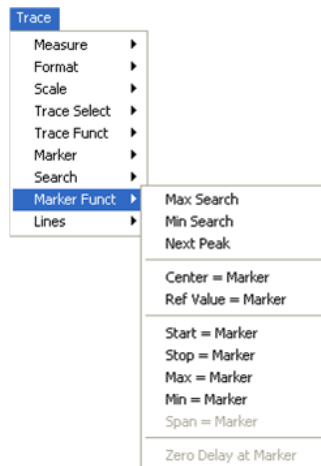 Trace
Measure
Format
Scale
Trace Select
Trace Funct
Marker
Search
Marker Funct
Lines
Max Search
Min Search
Next Peak
Center = Marker
Ref Value = Marker
Start = Marker
Stop = Marker
Max = Marker
Min = Marker
Span = Marker
Zero Delay at Marker